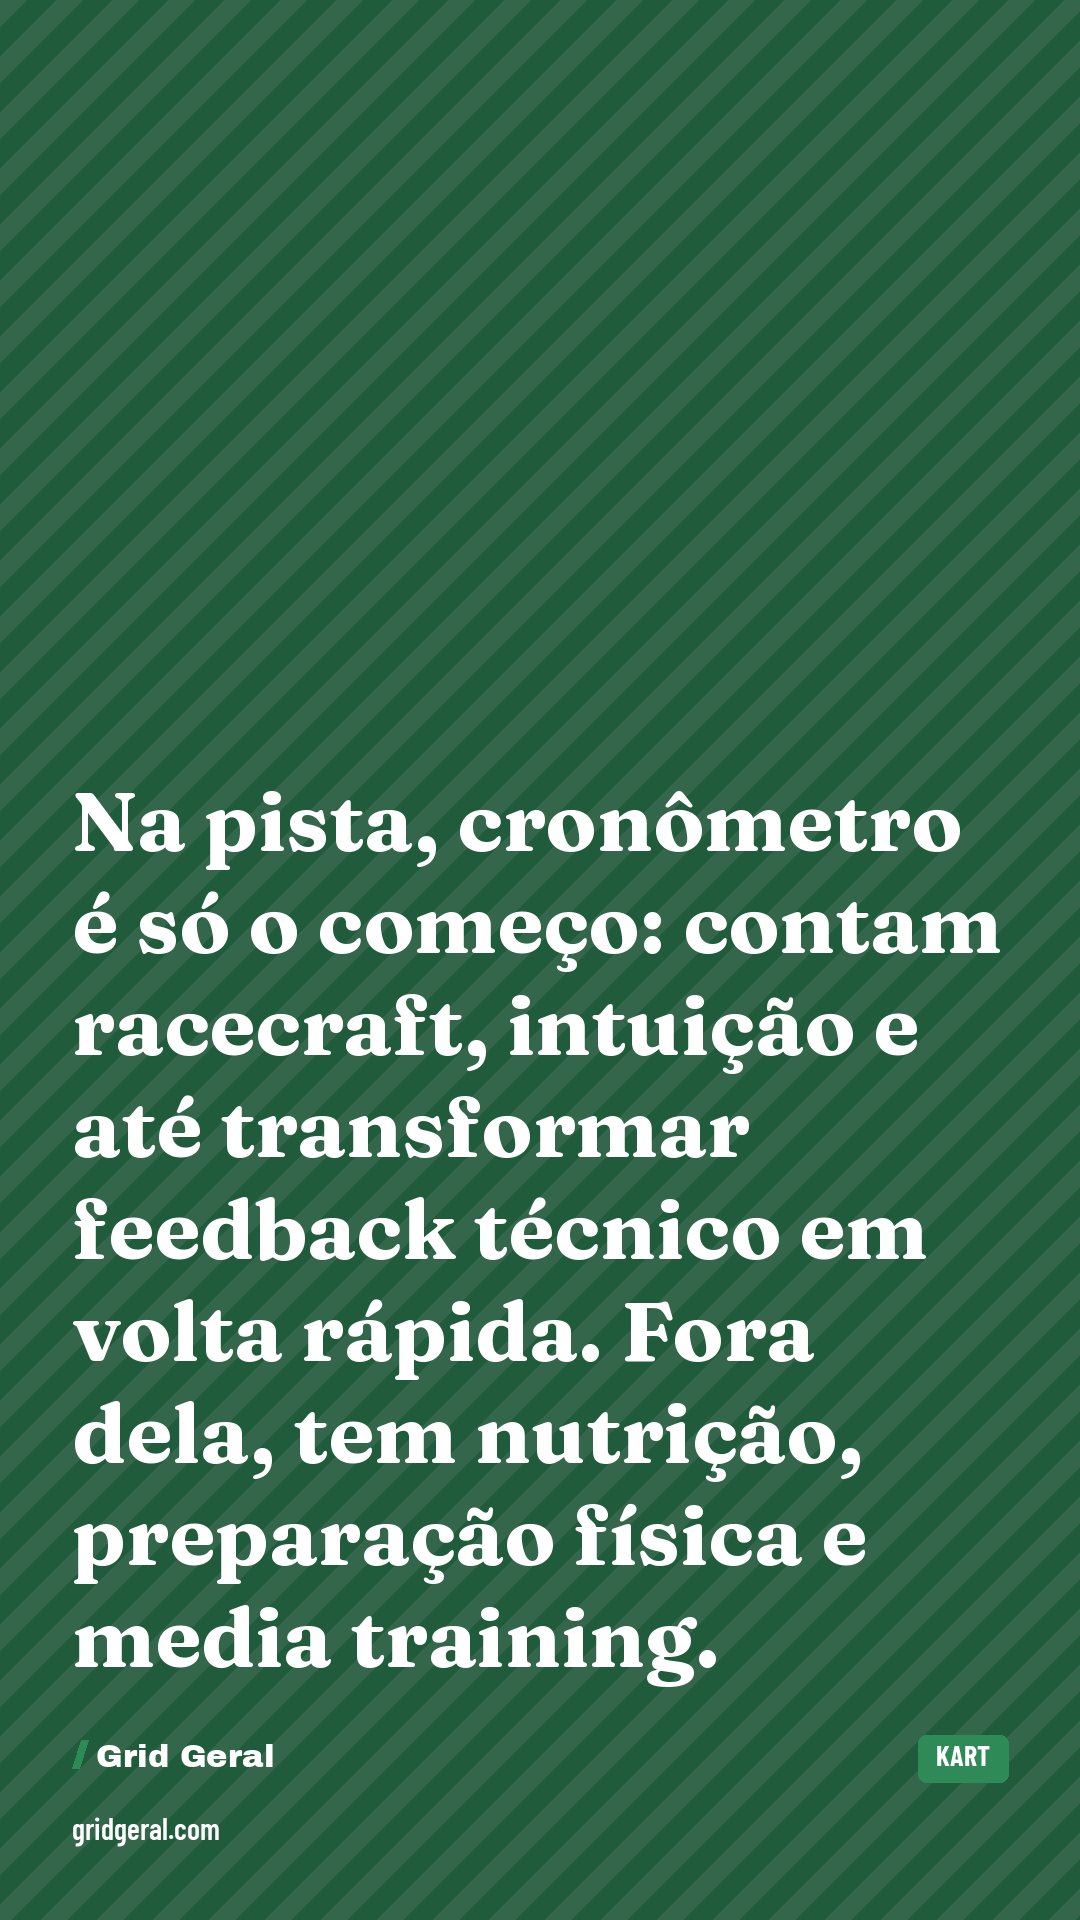 Na pista, cronômetro
é só o começo: contam
racecraft, intuição e
até transformar
feedback técnico em
volta rápida. Fora
dela, tem nutrição,
preparação física e
media training.
/ Grid Geral
KART
gridgeral.com